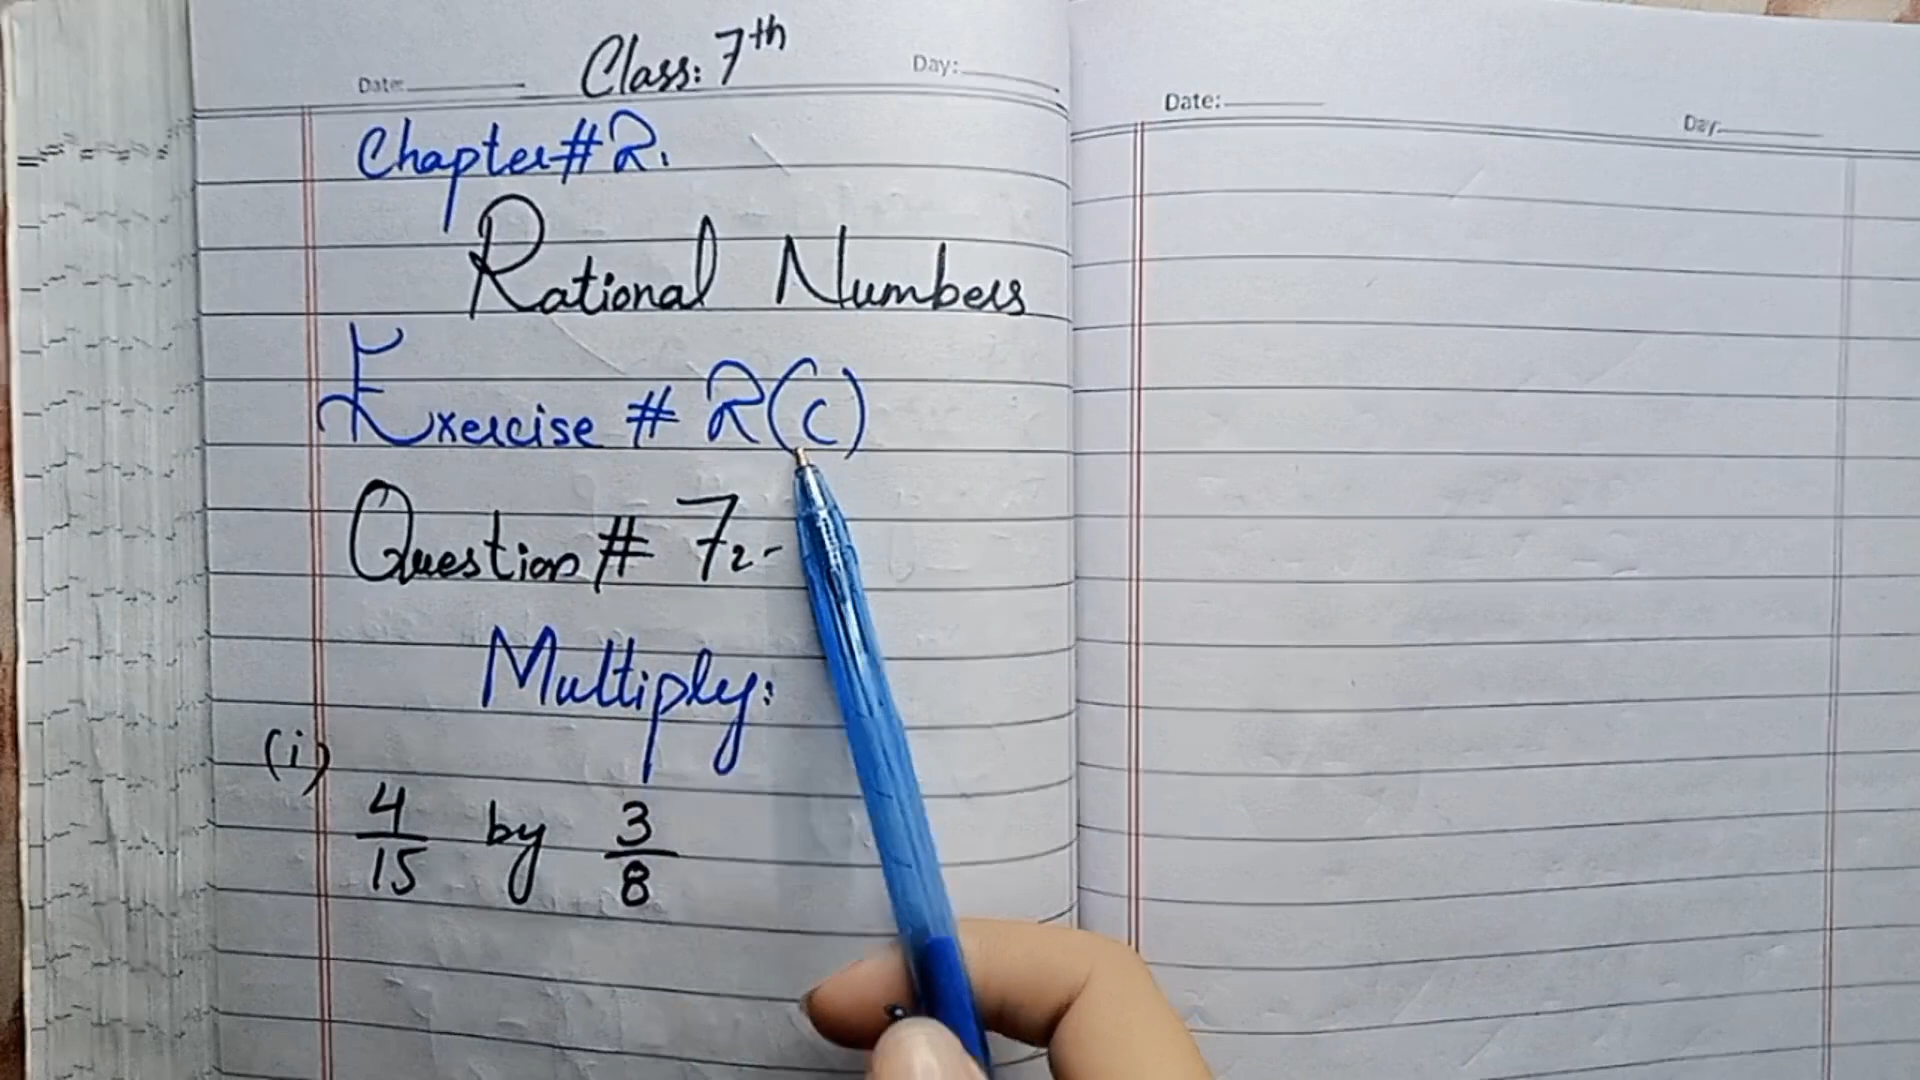 Class: 7th
Date: Day:
Chapter# 2.
Rational Numbers
Exercise # 2(c)
Question# 7:-
Multiply:
(i)
4/15 by 3/8
Date: Day: